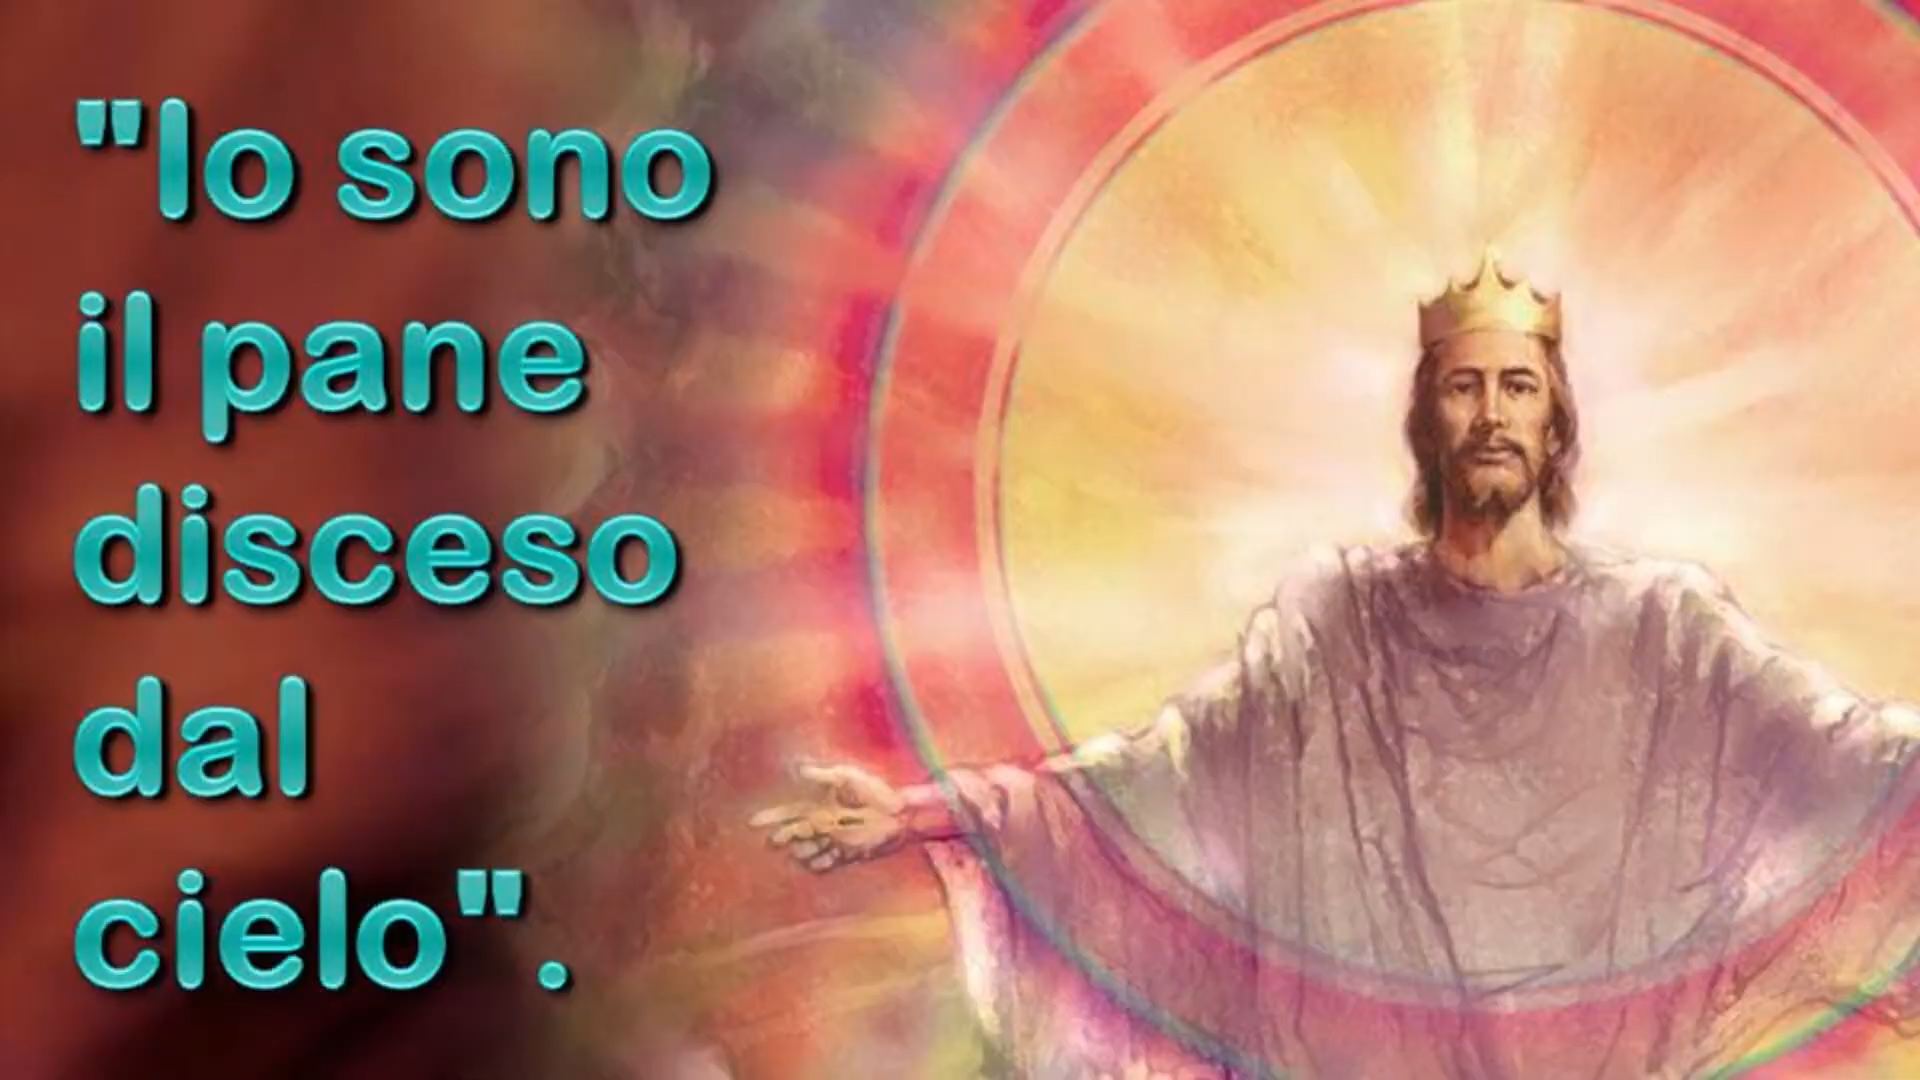 "Io sono
il pane
disceso
dal
cielo".